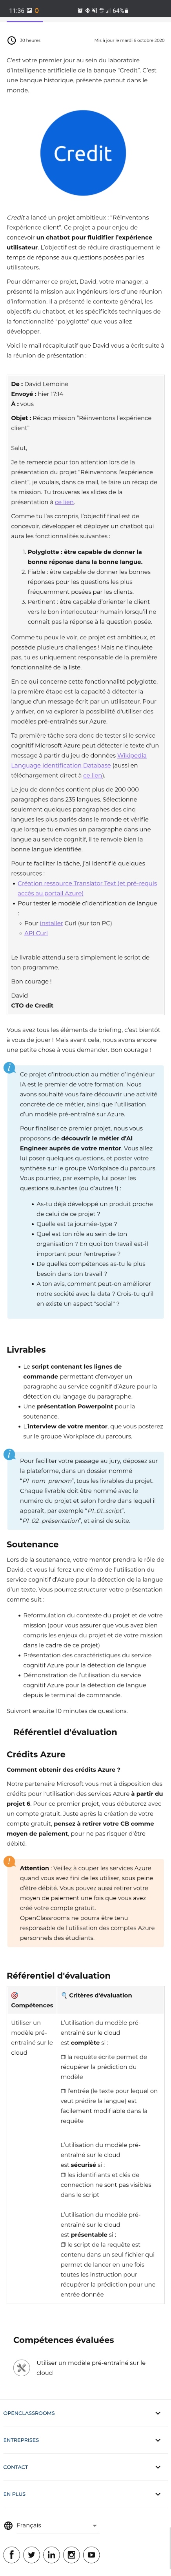 11:36
64%
30 heures
Mis à jour le mardi 6 octobre 2020
C'est votre premier jour au sein du laboratoire
d'intelligence artificielle de la banque "Credit". C'est
une banque historique, présente partout dans le
monde.
Credit
Credit a lancé un projet ambitieux : "Réinventons
l'expérience client". Ce projet a pour enjeu de
concevoir un chatbot pour fluidifier l'expérience
utilisateur. L'objectif est de réduire drastiquement le
temps de réponse aux questions posées par les
utilisateurs.
Pour démarrer ce projet, David, votre manager, a
présenté la mission aux ingénieurs lors d'une réunion
d'information. Il a présenté le contexte général, les
objectifs du chatbot, et les spécificités techniques de
la fonctionnalité "polyglotte" que vous allez
développer.
Voici le mail récapitulatif que David vous a écrit suite à
la réunion de présentation :
De : David Lemoine
Envoyé : hier 17:14
À : vous
Objet : Récap mission "Réinventons l'expérience
client"
Salut,
Je te remercie pour ton attention lors de la
présentation du projet "Réinventons l'expérience
client", je voulais, dans ce mail, te faire un récap de
ta mission. Tu trouveras les slides de la
présentation à ce lien.
Comme tu l'as compris, l'objectif final est de
concevoir, développer et déployer un chatbot qui
aura les fonctionnalités suivantes :
1. Polyglotte : être capable de donner la
bonne réponse dans la bonne langue.
2. Fiable : être capable de donner les bonnes
réponses pour les questions les plus
fréquemment posées par les clients.
3. Pertinent : être capable d'orienter le client
vers le bon interlocuteur humain lorsqu'il ne
connaît pas la réponse à la question posée.
Comme tu peux le voir, ce projet est ambitieux, et
possède plusieurs challenges ! Mais ne t'inquiète
pas, tu es uniquement responsable de la première
fonctionnalité de la liste.
En ce qui concerne cette fonctionnalité polyglotte,
la première étape est la capacité à détecter la
langue d'un message écrit par un utilisateur. Pour
y arriver, on va explorer la possibilité d'utiliser des
modèles pré-entraînés sur Azure.
Ta première tâche sera donc de tester le service
cognitif d'Azure de détection de la langue d'un
message à partir du jeu de données Wikipedia
Language Identification Database (aussi en
téléchargement direct à ce lien).
Le jeu de données contient plus de 200 000
paragraphes dans 235 langues. Sélectionne
seulement quelques paragraphes des cinq
langues les plus connues, et vérifie que lorsque tu
envoies une requête contenant le paragraphe au
service cognitif, il te renvoie le code de la bonne
langue identifiée.
Pour te faciliter la tâche, j'ai identifié quelques
ressources :
• Création ressource Translator Text (et pré-requis
accès au portail Azure)
• Pour tester le modèle d'identification de langue
:
○ Pour Installer Curl (sur ton PC)
○ API Curl
Le livrable attendu sera simplement le script de
ton programme.
Bon courage !
David
CTO de Credit
Vous avez tous les éléments de briefing, c'est bientôt
à vous de jouer ! Mais avant cela, nous avons encore
une petite chose à vous demander. Bon courage !
Ce projet d'introduction au métier d'Ingénieur
IA est le premier de votre formation. Nous
avons souhaité vous faire découvrir une activité
concrète de ce métier, ainsi que l'utilisation
d'un modèle pré-entraîné sur Azure.
Pour finaliser ce premier projet, nous vous
proposons de découvrir le métier d'AI
Engineer auprès de votre mentor. Vous allez
lui poser quelques questions, et poster votre
synthèse sur le groupe Workplace du parcours.
Vous pourriez, par exemple, lui poser les
questions suivantes (ou d'autres !) :
• As-tu déjà développé un produit proche
de celui de ce projet ?
• Quelle est ta journée-type ?
• Quel est ton rôle au sein de ton
organisation ? En quoi ton travail est-il
important pour l'entreprise ?
• De quelles compétences as-tu le plus
besoin dans ton travail ?
• A ton avis, comment peut-on améliorer
notre société avec la data ? Crois-tu qu'il
en existe un aspect "social" ?
Livrables
• Le script contenant les lignes de
commande permettant d'envoyer un
paragraphe au service cognitif d'Azure pour la
détection du langage du paragraphe.
• Une présentation Powerpoint pour la
soutenance.
• L'interview de votre mentor, que vous posterez
sur le groupe Workplace du parcours.
Pour faciliter votre passage au jury, déposez sur
la plateforme, dans un dossier nommé
"P1_nom_prenom", tous les livrables du projet.
Chaque livrable doit être nommé avec le
numéro du projet et selon l'ordre dans lequel il
apparaît, par exemple "P1_01_script",
"P1_02_présentation", et ainsi de suite.
Soutenance
Lors de la soutenance, votre mentor prendra le rôle de
David, et vous lui ferez une démo de l'utilisation du
service cognitif d'Azure pour la détection de la langue
d'un texte. Vous pourrez structurer votre présentation
comme suit :
• Reformulation du contexte du projet et de votre
mission (pour vous assurer que vous avez bien
compris les enjeux du projet et de votre mission
dans le cadre de ce projet)
• Présentation des caractéristiques du service
cognitif Azure pour la détection de langue
• Démonstration de l'utilisation du service
cognitif Azure pour la détection de langue
depuis le terminal de commande.
Suivront ensuite 10 minutes de questions.
Référentiel d'évaluation
Crédits Azure
Comment obtenir des crédits Azure ?
Notre partenaire Microsoft vous met à disposition des
crédits pour l'utilisation des services Azure à partir du
projet 6. Pour ce premier projet, vous débuterez avec
un compte gratuit. Juste après la création de votre
compte gratuit, pensez à retirer votre CB comme
moyen de paiement, pour ne pas risquer d'être
débité.
Attention : Veillez à couper les services Azure
quand vous avez fini de les utiliser, sous peine
d'être débité. Vous pouvez aussi retirer votre
moyen de paiement une fois que vous avez
créé votre compte gratuit.
OpenClassrooms ne pourra être tenu
responsable de l'utilisation des comptes Azure
personnels des étudiants.
Référentiel d'évaluation
Compétences
Critères d'évaluation
Utiliser un
modèle pré-
entraîné sur le
cloud
L'utilisation du modèle pré-
entraîné sur le cloud
est complète si :
❒ la requête écrite permet de
récupérer la prédiction du
modèle
❒ l'entrée (le texte pour lequel on
veut prédire la langue) est
facilement modifiable dans la
requête
L'utilisation du modèle pré-
entraîné sur le cloud
est sécurisé si :
❒ les identifiants et clés de
connection ne sont pas visibles
dans le script
L'utilisation du modèle pré-
entraîné sur le cloud
est présentable si :
❒ le script de la requête est
contenu dans un seul fichier qui
permet de lancer en une fois
toutes les instruction pour
récupérer la prédiction pour une
entrée donnée
Compétences évaluées
Utiliser un modèle pré-entraîné sur le
cloud
OPENCLASSROOMS
ENTREPRISES
CONTACT
EN PLUS
Français